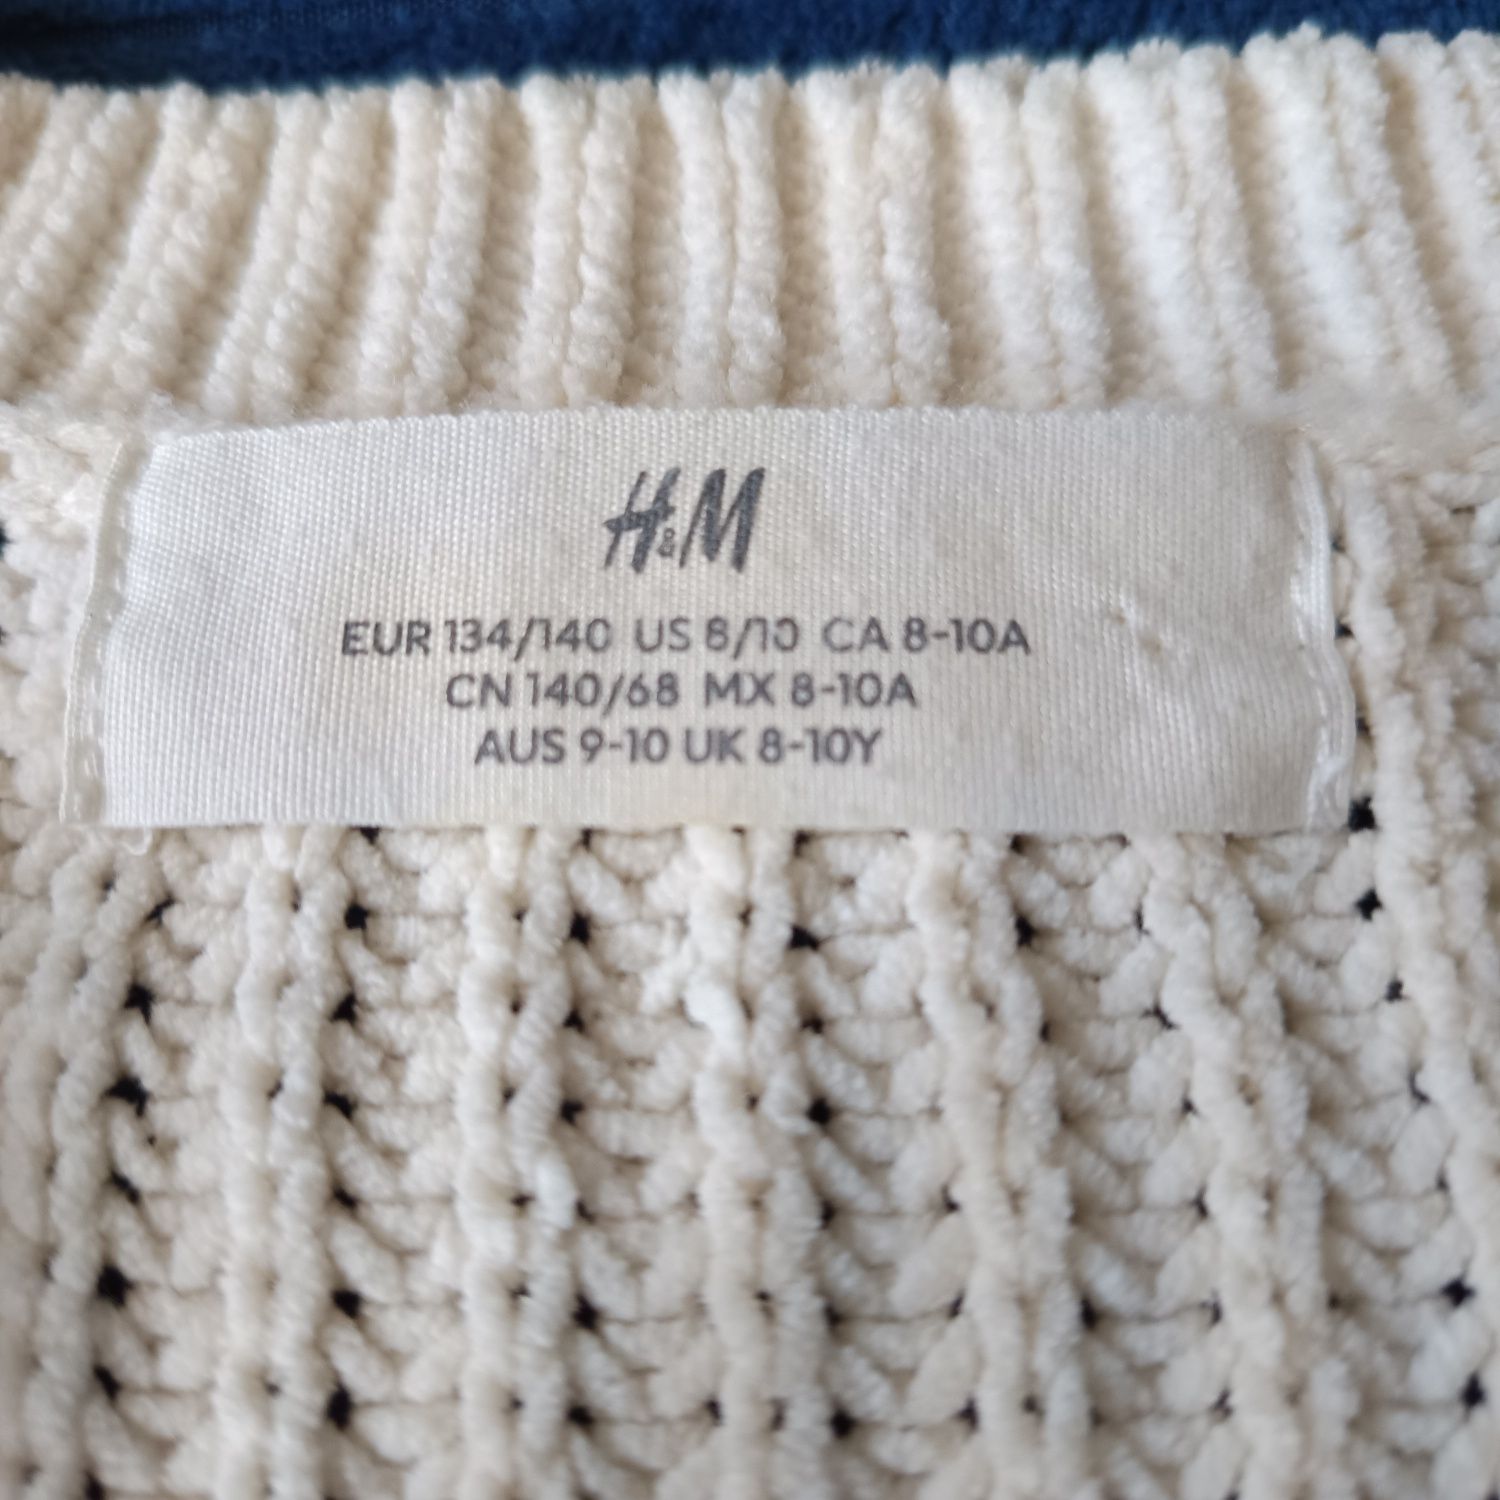 H&M
EUR 134/140 US 8/10 CA 8-10A
CN 140/68 MX 8-10A
AUS 9-10 UK 8-10Y